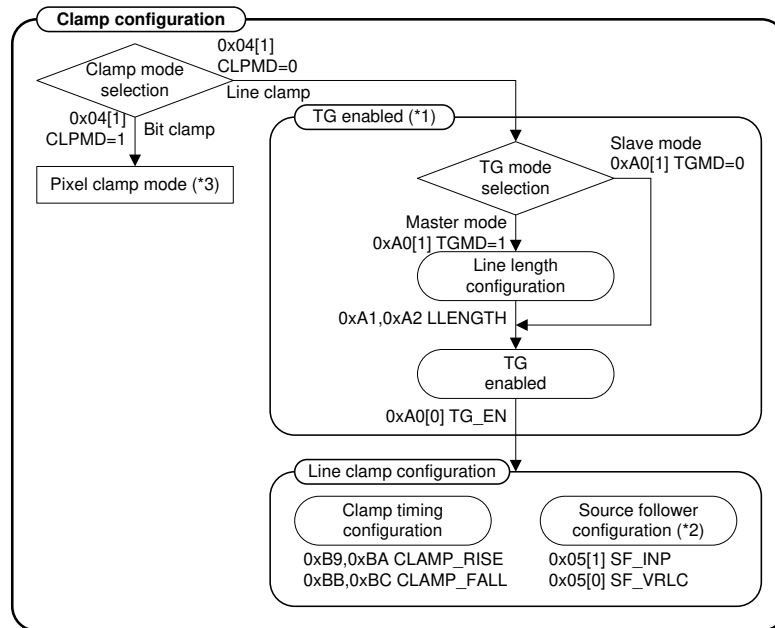 Clamp configuration
0x04[1]
CLPMD=0
Clamp mode
selection
Line clamp
0x04[1]
CLPMD=1
Bit clamp
Pixel clamp mode (*3)
TG enabled (*1)
Slave mode
0xA0[1] TGMD=0
TG mode
selection
Master mode
0xA0[1] TGMD=1
Line length
configuration
0xA1,0xA2 LLENGTH
TG
enabled
0xA0[0] TG_EN
Line clamp configuration
Clamp timing
configuration
0xB9,0xBA CLAMP_RISE
0xBB,0xBC CLAMP_FALL
Source follower
configuration (*2)
0x05[1] SF_INP
0x05[0] SF_VRLC